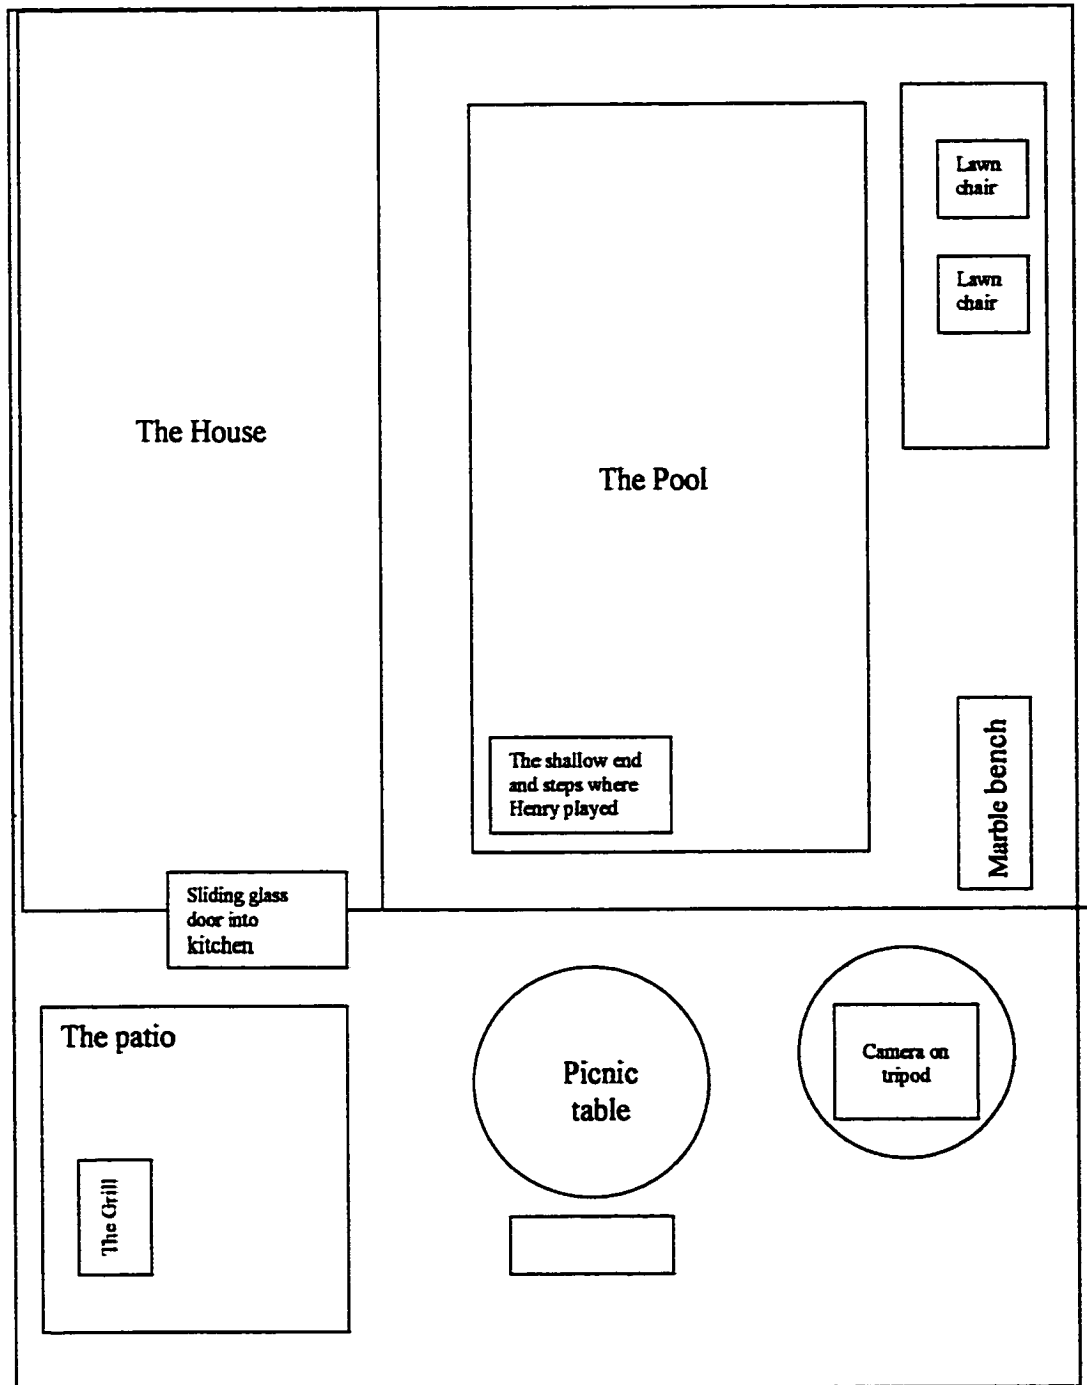 Lawn
chair
Lawn
chair
The House
The Pool
The shallow end
and steps where
Henry played
Marble bench
Sliding glass
door into
kitchen
The patio
Picnic
table
Camera on
tripod
The Grill